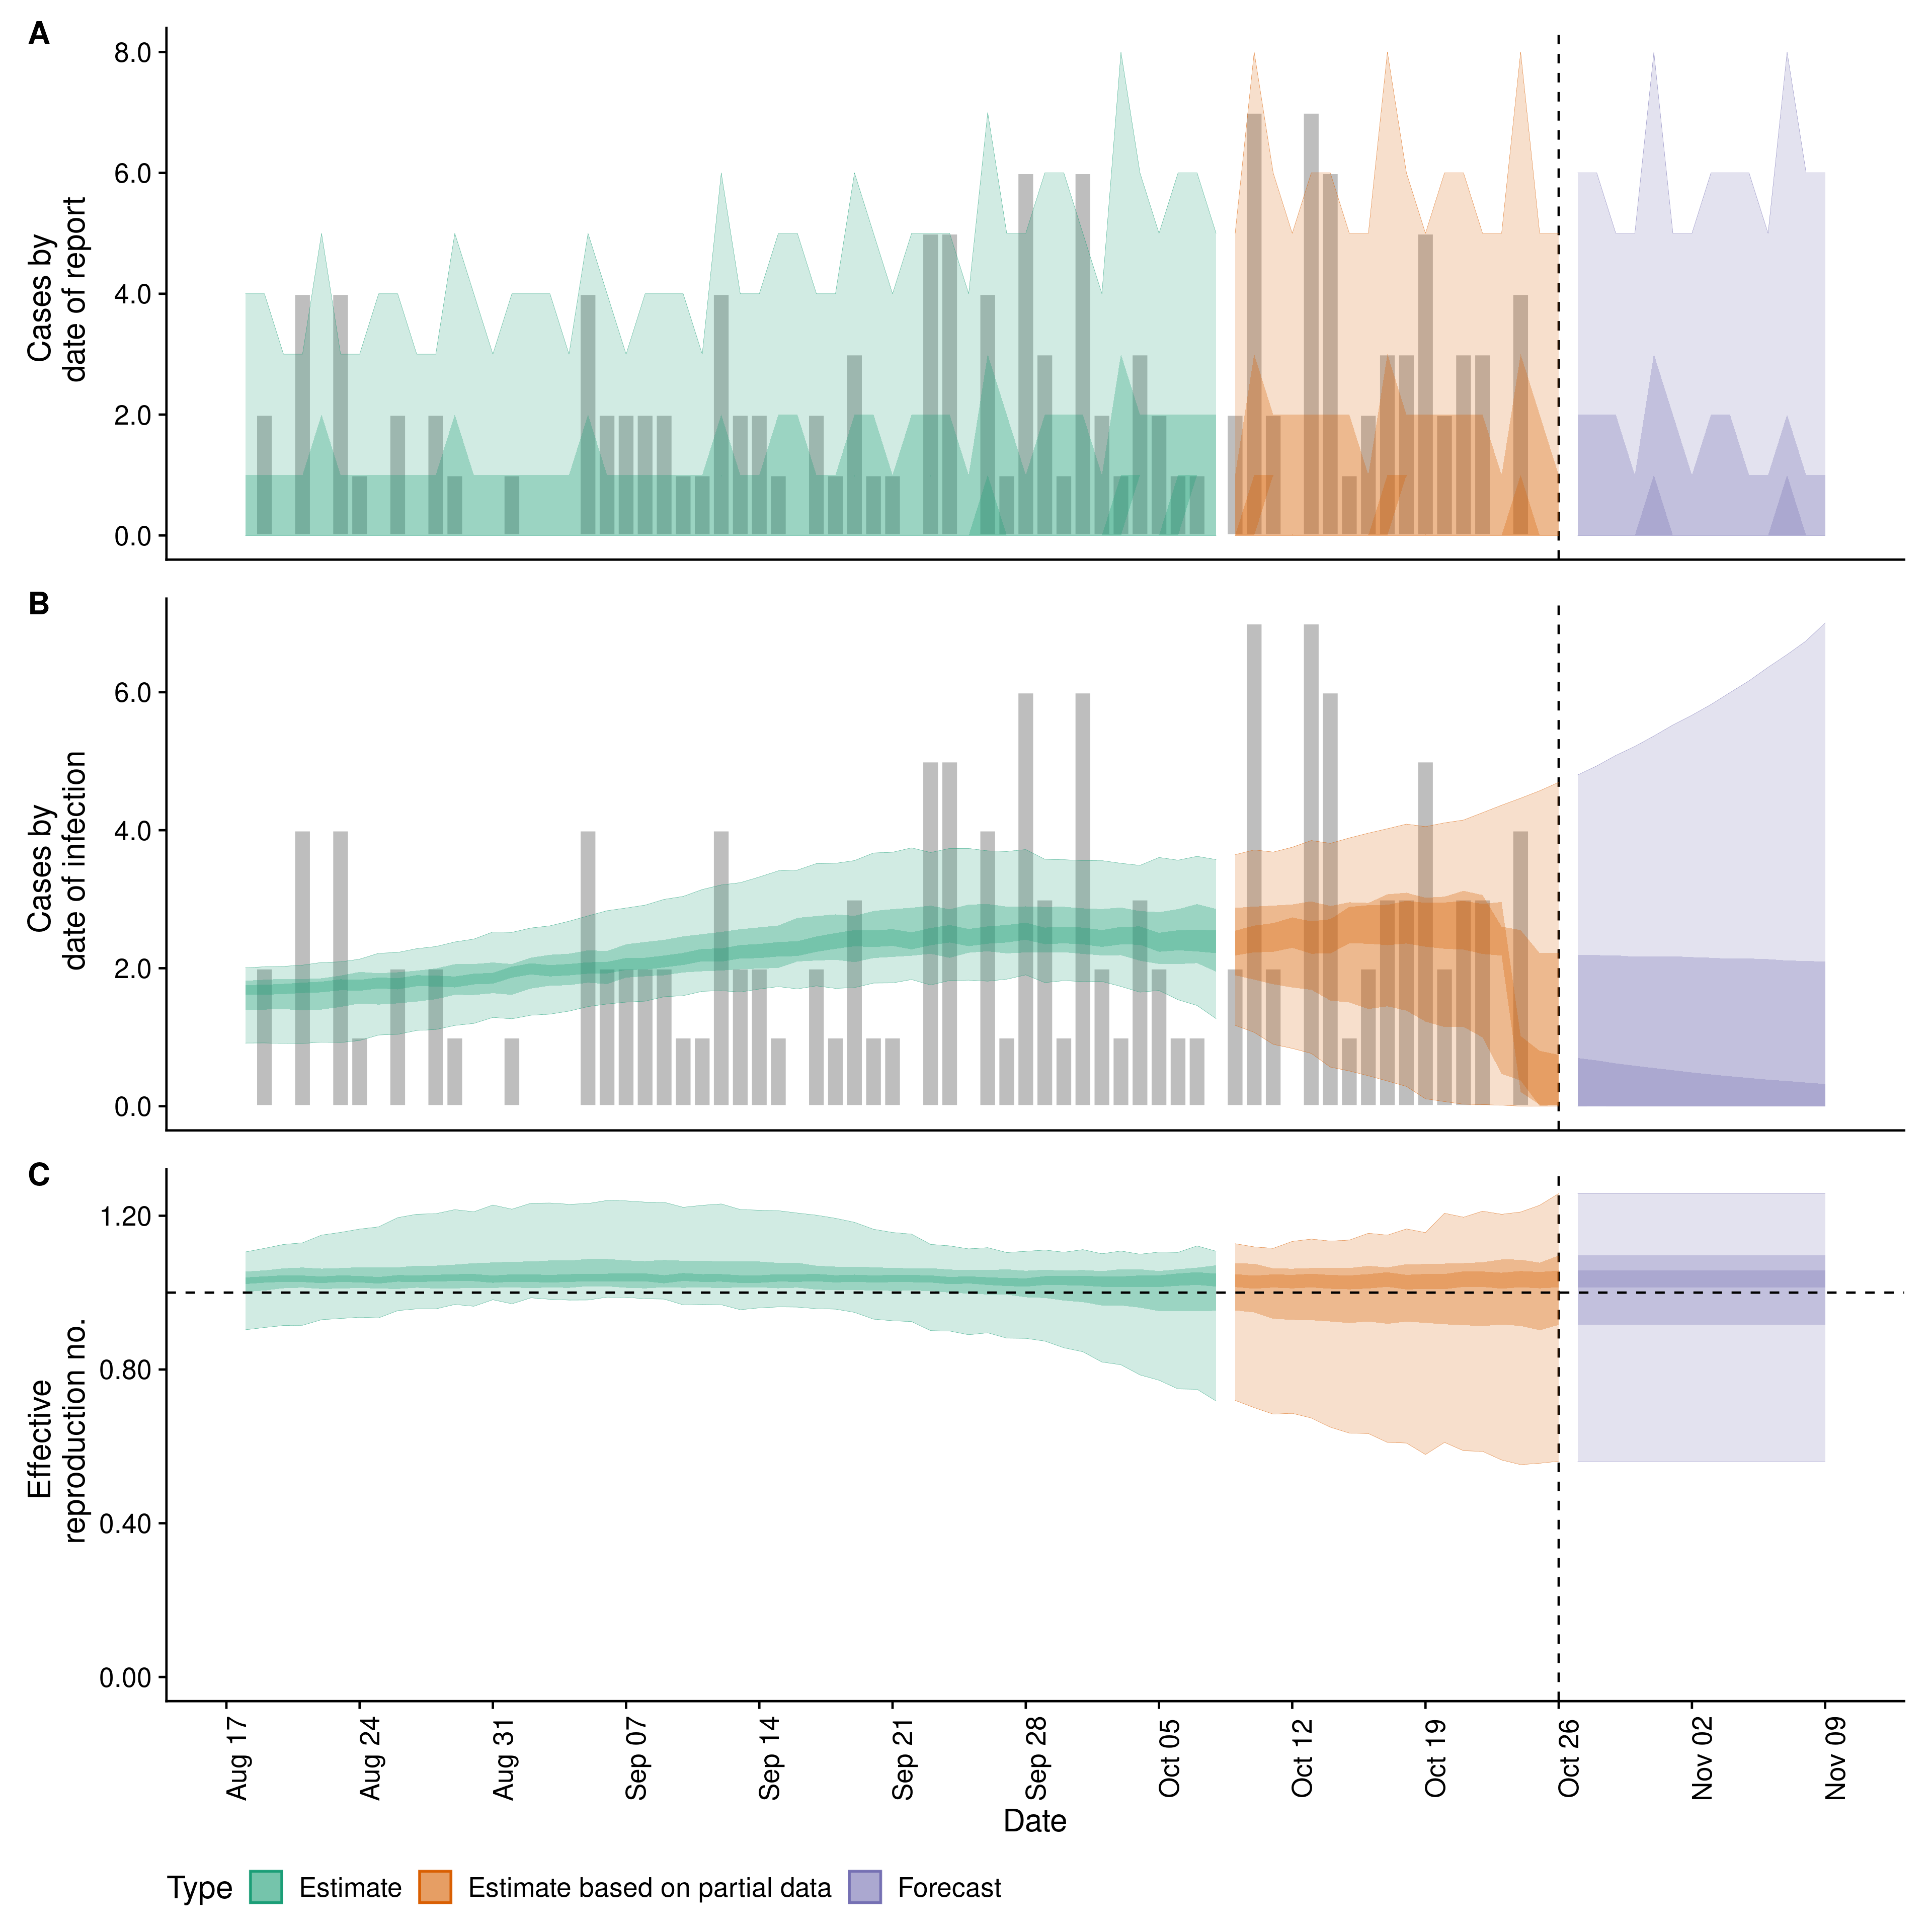 A
8.0
6.0
4.0
2.0
0.0
Cases by
date of report
B
6.0
4.0
2.0
0.0
Cases by
date of infection
C
1.20
0.80
0.40
0.00
Effective
reproduction no.
Aug 17
Aug 24
Aug 31
Sep 07
Sep 14
Sep 21
Sep 28
Oct 05
Oct 12
Oct 19
Oct 26
Nov 02
Nov 09
Date
Type Estimate Estimate based on partial data Forecast